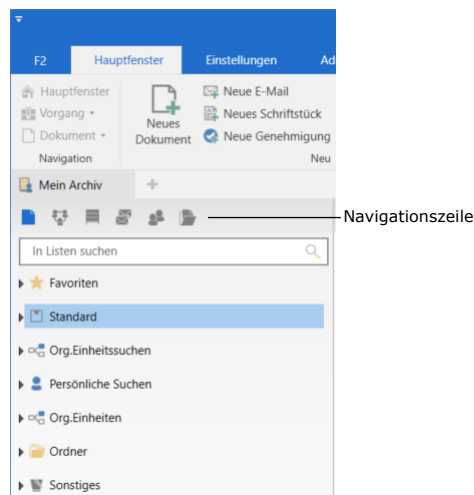 F2 Hauptfenster Einstellungen Ad
Hauptfenster
Vorgang
Dokument
Navigation
Neues
Dokument
Neue E-Mail
Neues Schriftstück
Neue Genehmigung
Neu
Mein Archiv +
Navigationszeile
In Listen suchen
Favoriten
Standard
Org.Einheitssuchen
Persönliche Suchen
Org.Einheiten
Ordner
Sonstiges